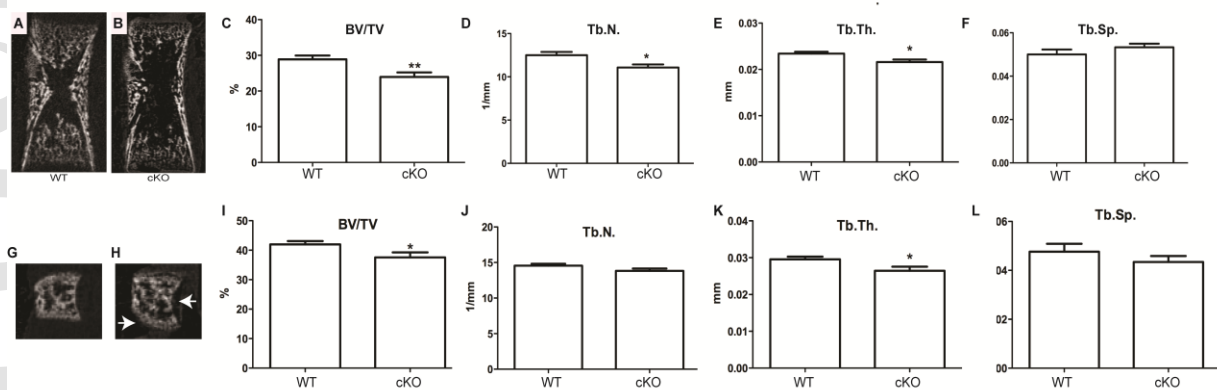 A B C BV/TV D Tb.N. E Tb.Th. F Tb.Sp.
40
30
20
10
0
%
WT cKO
**
15
10
5
0
1/mm
WT cKO
*
0.03
0.02
0.01
0.00
mm
WT cKO
*
0.06
0.04
0.02
0.00
WT cKO
WT cKO
G H I BV/TV J Tb.N. K Tb.Th. L Tb.Sp.
50
40
30
20
10
0
%
WT cKO
*
20
15
10
5
0
1/mm
WT cKO
0.04
0.03
0.02
0.01
0.00
mm
WT cKO
*
06
04
02
00
WT cKO